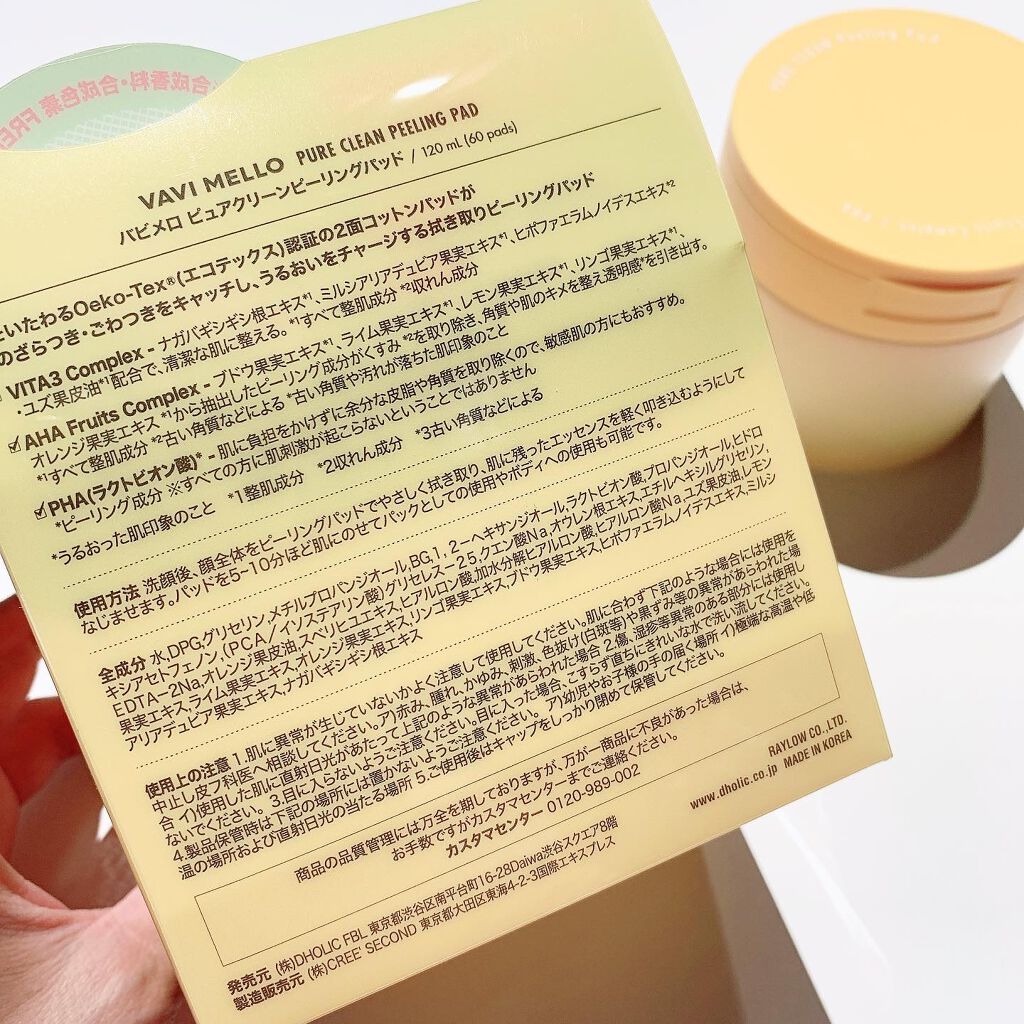 合成香料・合成色素 FREE
VAVI MELLO PURE CLEAN PEELING PAD
バビメロ ピュアクリーンピーリングパッド / 120 mL (60 pads)
いたわるOeko-Tex®(エコテックス)認証の2面コットンパッドが
のざらつき・ごわつきをキャッチし、うるおいをチャージする拭き取りピーリングパッド
VITA3 Complex - ナガバギシギシ根エキス*1、ミルシアリアデュビア果実エキス*1、ヒポファエラムノイデスエキス*2
・ユズ果皮油*1配合で、清潔な肌に整える。*1すべて整肌成分 *2収れん成分
AHA Fruits Complex - ブドウ果実エキス*1、ライム果実エキス*1、レモン果実エキス*1、リンゴ果実エキス*1、
オレンジ果実エキス*1から抽出したピーリング成分がくすみ*2を取り除き、角質や肌のキメを整え透明感*を引き出す。
*1すべて整肌成分 *2古い角質などによる *古い角質や汚れが落ちた肌印象のこと
PHA(ラクトビオン酸)* - 肌に負担をかけずに余分な皮脂や角質を取り除くので、敏感肌の方にもおすすめ。
*ピーリング成分 ※すべての方に肌刺激が起こらないということではありません
*うるおった肌印象のこと *1整肌成分 *2収れん成分 *3古い角質などによる
使用方法 洗顔後、顔全体をピーリングパッドでやさしく拭き取り、肌に残ったエッセンスを軽く叩き込むようにして
なじませます。パッドを5~10分ほど肌にのせてパックとしての使用やボディへの使用も可能です。
全成分 水,DPG,グリセリン,メチルプロパンジオール,BG,1,2-ヘキサンジオール,ラクトビオン酸,プロパンジオール,ヒドロ
キシアセトフェノン,(PCA/イソステアリン酸)グリセレス-25,クエン酸Na,オウレン根エキス,エチルヘキシルグリセリン,
EDTA-2Na,オレンジ果皮油,スベリヒユエキス,ヒアルロン酸,加水分解ヒアルロン酸,ヒアルロン酸Na,ユズ果皮油,レモン
果実エキス,ライム果実エキス,オレンジ果実エキス,リンゴ果実エキス,ブドウ果実エキス,ヒポファエラムノイデスエキス,ミルシ
アリアデュビア果実エキス,ナガバギシギシ根エキス
使用上の注意 1.肌に異常が生じていないかよく注意して使用してください。肌に合わず下記のような場合には使用を
中止し皮フ科医へ相談してください。ア)赤み、腫れ、かゆみ、刺激、色抜け(白斑等)や黒ずみ等の異常があらわれた場
合 イ)使用した肌に直射日光があたって上記のような異常があらわれた場合 2.傷、湿疹等異常のある部分には使用し
ないでください。3.目に入らないようご注意ください。目に入った場合、こすらず直ちにきれいな水で洗い流してください。
4.製品保管時は下記の場所には置かないようご注意ください。ア)幼児やお子様の手の届く場所 イ)極端な高温や低
温の場所および直射日光の当たる場所 5.ご使用後はキャップをしっかり閉めて保管してください。
商品の品質管理には万全を期しておりますが、万が一商品に不良があった場合は、
お手数ですがカスタマセンターまでご連絡ください。
カスタマセンター 0120-989-002
RAYLOW CO., LTD.
www.dholic.co.jp MADE IN KOREA
発売元 (株)DHOLIC FBL 東京都渋谷区南平台町16-28Daiwa渋谷スクエア8階
製造販売元 (株)CREE' SECOND 東京都大田区東海4-2-3国際エキスプレス